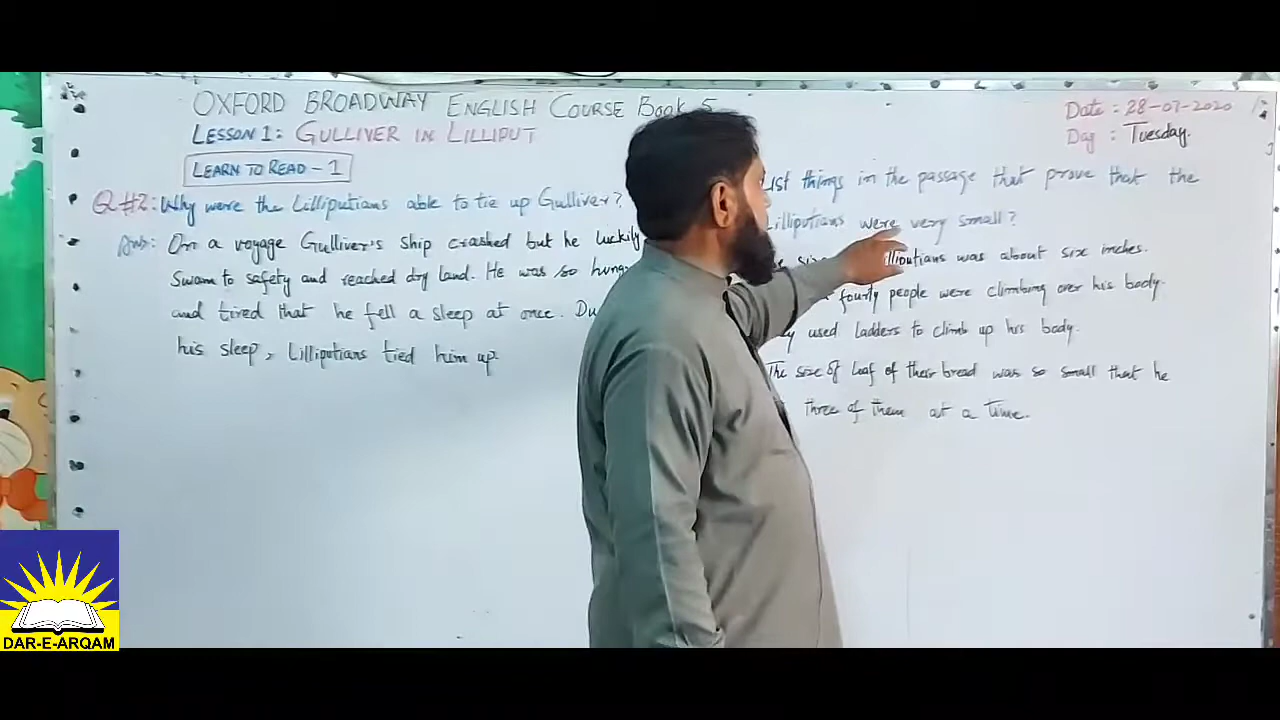 OXFORD BROADWAY ENGLISH COURSE Book 5
LESSON 1: GULLIVER IN LILLIPUT
LEARN TO READ - 1
Date: 28-07-2020
Day: Tuesday.
Q#2: Why were the Lilliputians able to tie up Gulliver?
Ans: On a voyage Gulliver's ship crashed but he luckily
Swam to safety and reached dry land. He was so
and tired that he fell a sleep at once.
his sleep, Lilliputians tied him up
things in the passage that prove that the
Lilliputians were very small?
was about six inches.
fourty people were climbing over his body.
used ladders to climb up his body.
The size of loaf of their bread was so small that he
three of them at a time.
DAR-E-ARQAM